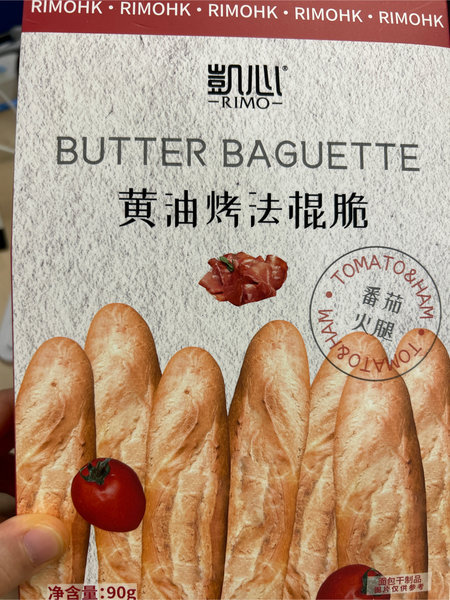 RIMOHK • RIMOHK • RIMOHK • RIMOHK • RIMOHK
凯心®
RIMO
BUTTER BAGUETTE
黄油烤法棍脆
• TOMATO&HAM • TOMATO&HAM
番茄
火腿
净含量:90g
面包干制品
图片仅供参考